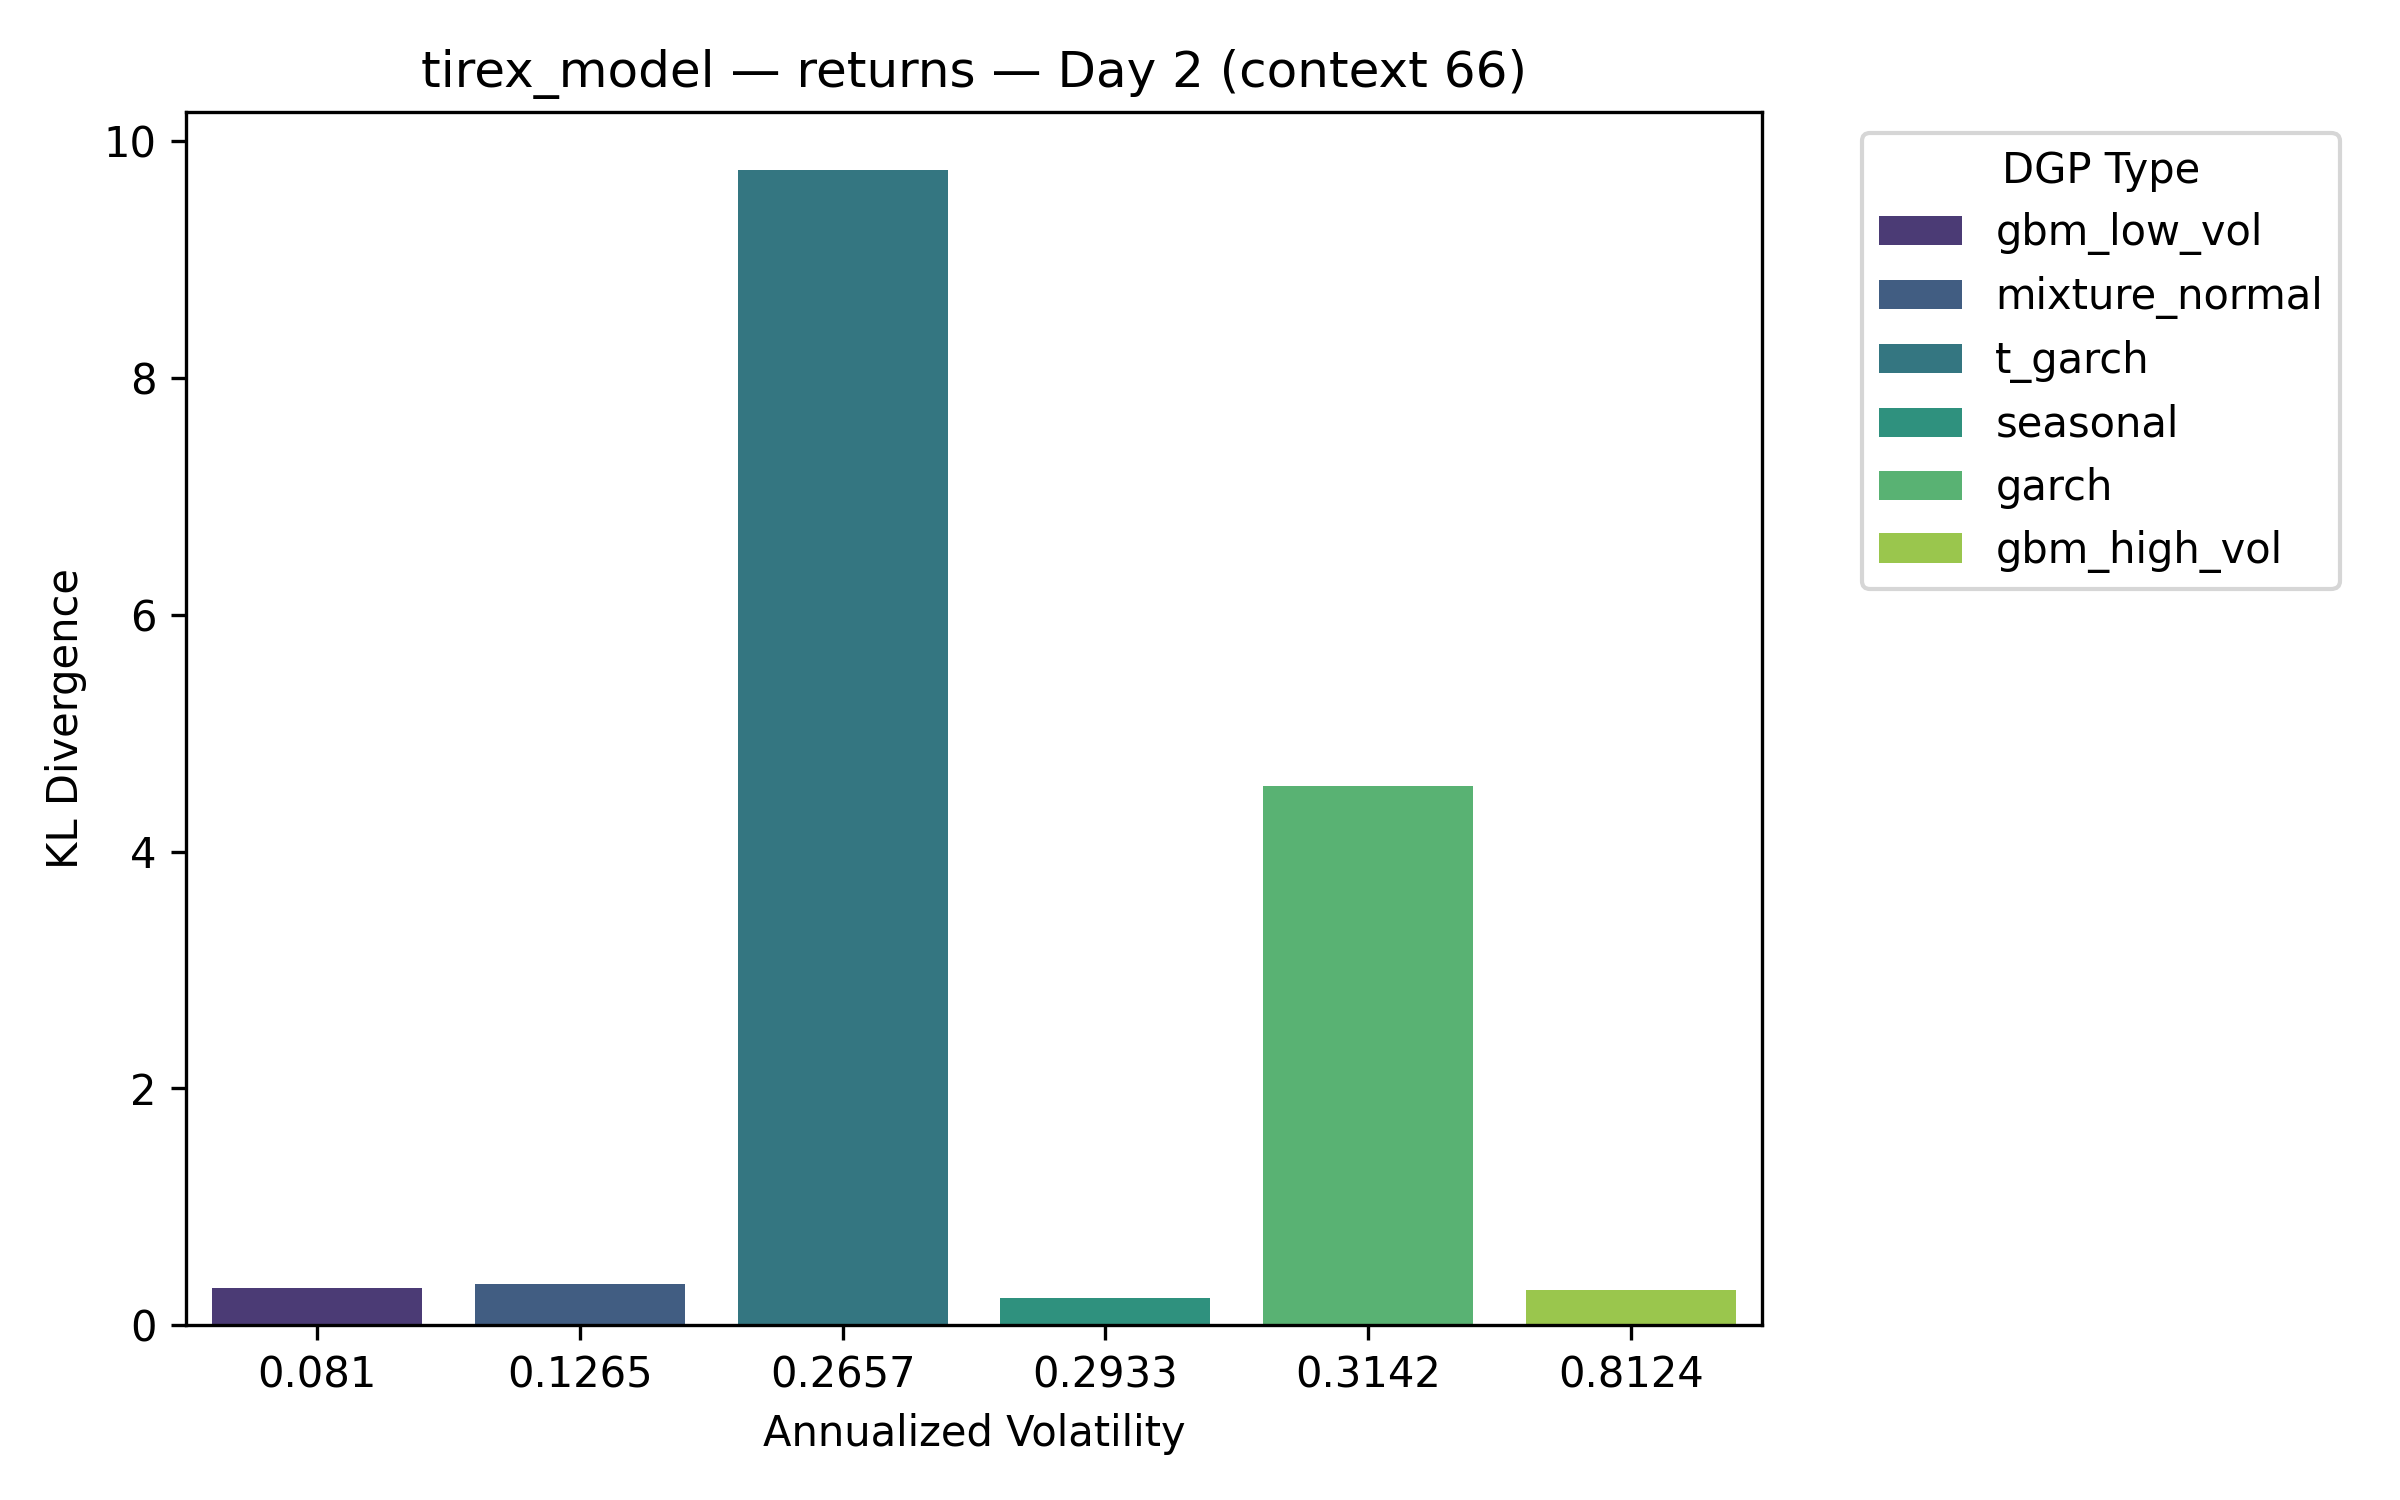 tirex_model — returns — Day 2 (context 66)
KL Divergence
10
8
6
4
2
0
0.081
0.1265
0.2657
0.2933
0.3142
0.8124
Annualized Volatility
DGP Type
gbm_low_vol
mixture_normal
t_garch
seasonal
garch
gbm_high_vol